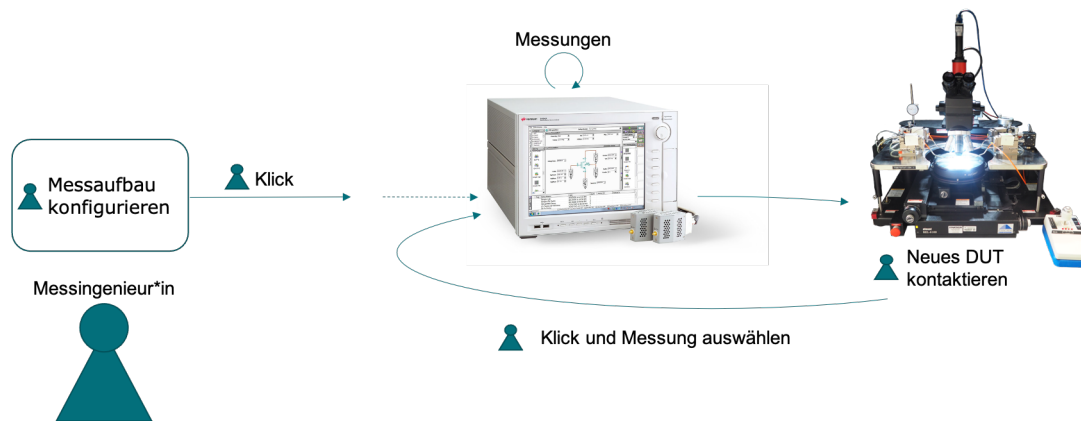 Messungen
Messaufbau
konfigurieren
Klick
Neues DUT
kontaktieren
Messingenieur*in
Klick und Messung auswählen